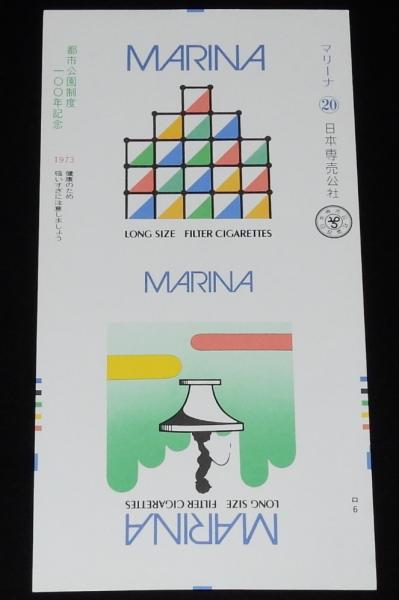 MARINA
マリーナ ⑳ 日本専売公社
都市公園制度
一〇〇年記念
1973
健康のため
吸いすぎに注意しましょう
LONG SIZE FILTER CIGARETTES
MARINA
LONG SIZE FILTER CIGARETTES
MARINA
ロ
6